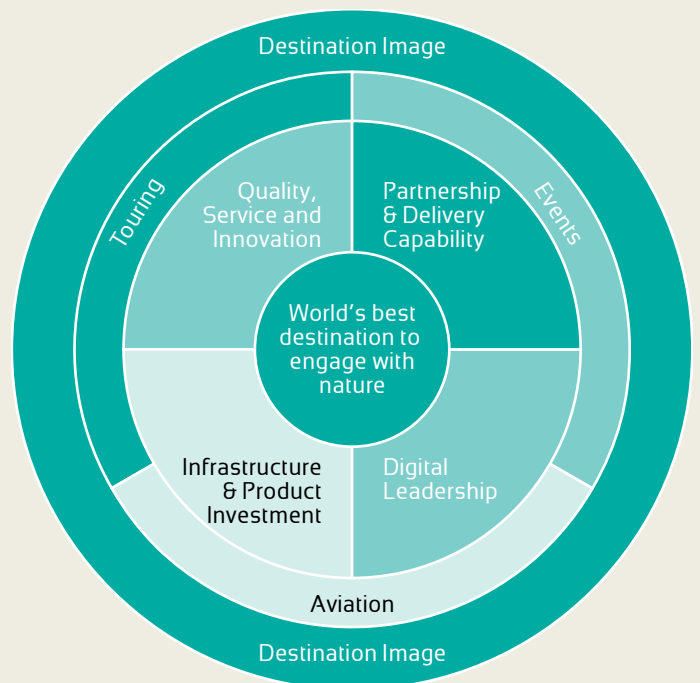 Destination Image
Touring
Events
Quality,
Service and
Innovation
Partnership
& Delivery
Capability
World's best
destination to
engage with
nature
Infrastructure
& Product
Investment
Digital
Leadership
Aviation
Destination Image